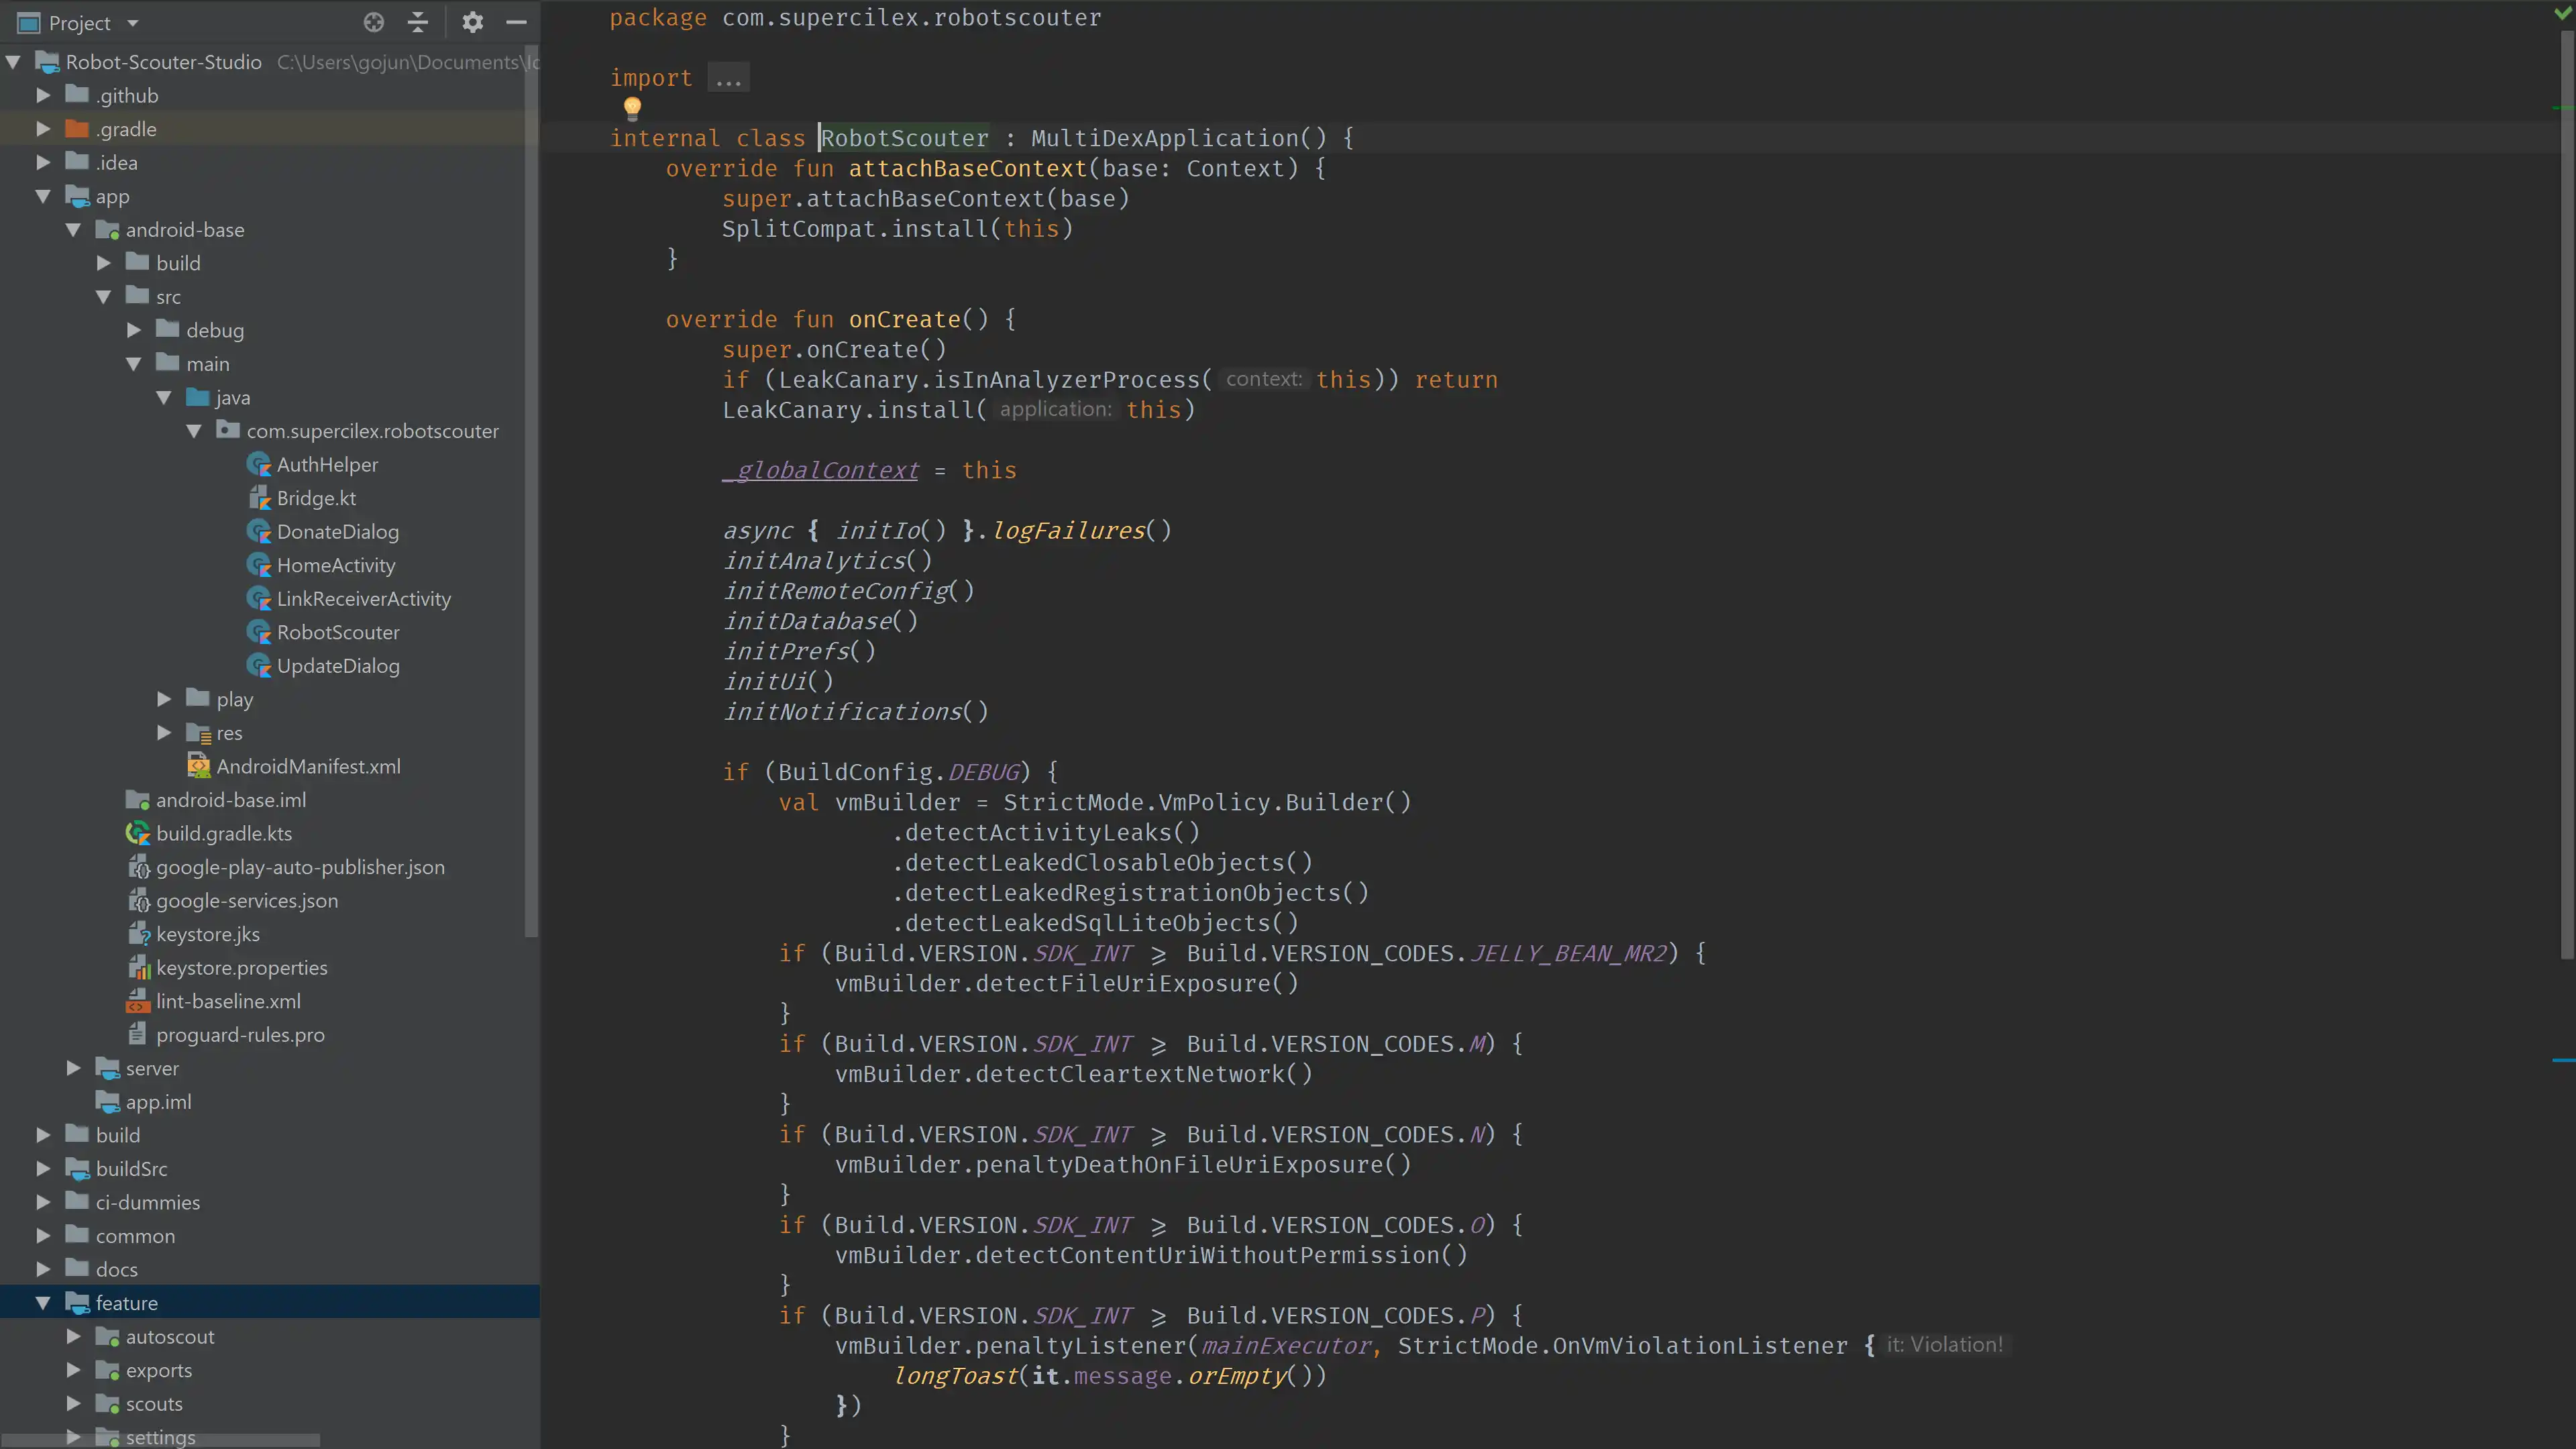 Project
Robot-Scouter-Studio C:\Users\gojun\Documents\Id
.github
.gradle
.idea
app
android-base
build
src
debug
main
java
com.supercilex.robotscouter
AuthHelper
Bridge.kt
DonateDialog
HomeActivity
LinkReceiverActivity
RobotScouter
UpdateDialog
play
res
AndroidManifest.xml
android-base.iml
build.gradle.kts
google-play-auto-publisher.json
google-services.json
keystore.jks
keystore.properties
lint-baseline.xml
proguard-rules.pro
server
app.iml
build
buildSrc
ci-dummies
common
docs
feature
autoscout
exports
scouts
settings
package com.supercilex.robotscouter
import ...
internal class RobotScouter : MultiDexApplication() {
override fun attachBaseContext(base: Context) {
super.attachBaseContext(base)
SplitCompat.install(this)
}
override fun onCreate() {
super.onCreate()
if (LeakCanary.isInAnalyzerProcess( context: this)) return
LeakCanary.install( application: this)
_globalContext = this
async { initIo() }.logFailures()
initAnalytics()
initRemoteConfig()
initDatabase()
initPrefs()
initUi()
initNotifications()
if (BuildConfig.DEBUG) {
val vmBuilder = StrictMode.VmPolicy.Builder()
.detectActivityLeaks()
.detectLeakedClosableObjects()
.detectLeakedRegistrationObjects()
.detectLeakedSqlLiteObjects()
if (Build.VERSION.SDK_INT ⩾ Build.VERSION_CODES.JELLY_BEAN_MR2) {
vmBuilder.detectFileUriExposure()
}
if (Build.VERSION.SDK_INT ⩾ Build.VERSION_CODES.M) {
vmBuilder.detectCleartextNetwork()
}
if (Build.VERSION.SDK_INT ⩾ Build.VERSION_CODES.N) {
vmBuilder.penaltyDeathOnFileUriExposure()
}
if (Build.VERSION.SDK_INT ⩾ Build.VERSION_CODES.O) {
vmBuilder.detectContentUriWithoutPermission()
}
if (Build.VERSION.SDK_INT ⩾ Build.VERSION_CODES.P) {
vmBuilder.penaltyListener(mainExecutor, StrictMode.OnVmViolationListener { it: Violation!
longToast(it.message.orEmpty())
})
}